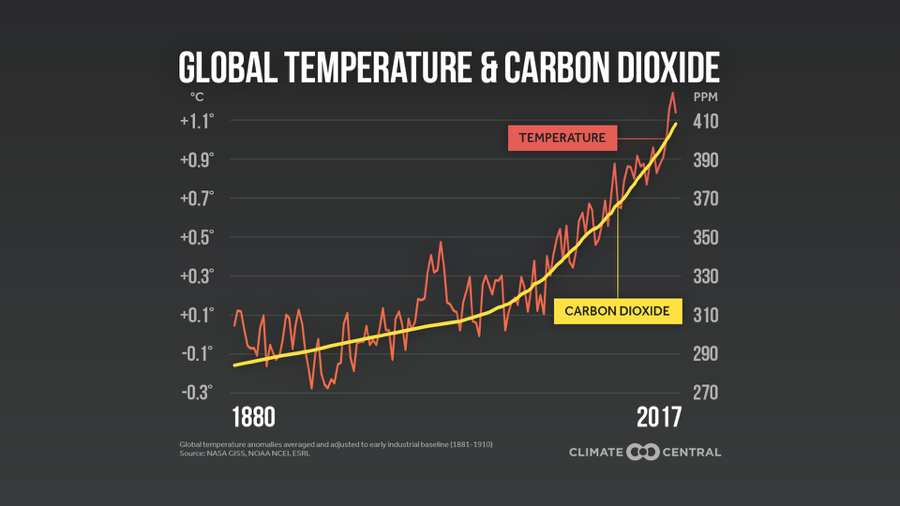 GLOBAL TEMPERATURE & CARBON DIOXIDE
°C PPM
+1.1° 410
TEMPERATURE
+0.9° 390
+0.7° 370
+0.5° 350
+0.3° 330
CARBON DIOXIDE
+0.1° 310
-0.1° 290
-0.3° 270
1880 2017
Global temperature anomalies averaged and adjusted to early industrial baseline (1881-1910)
Source: NASA GISS, NOAA NCEI, ESRL
CLIMATE CENTRAL